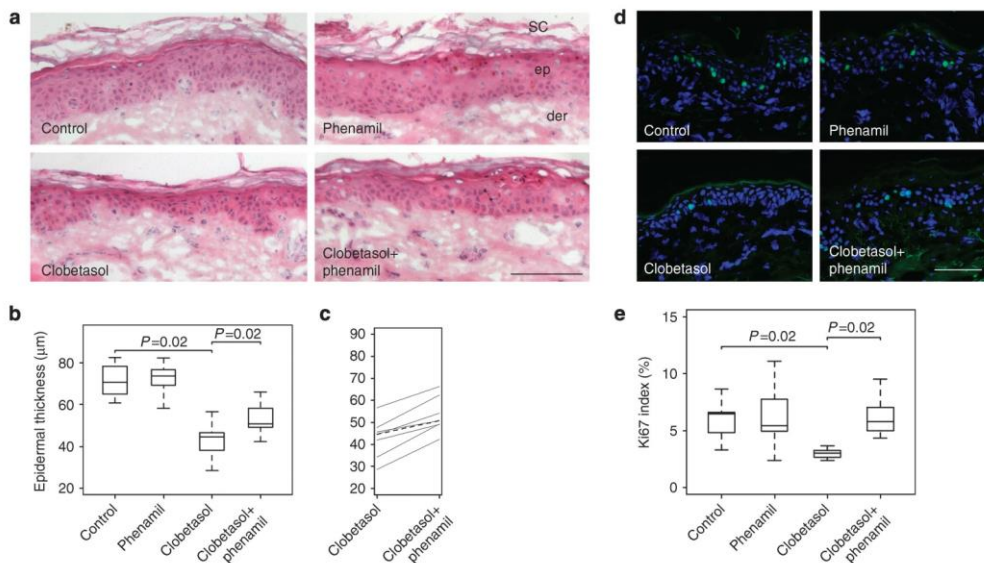 a
SC
ep
der
Control
Phenamil
Clobetasol
Clobetasol+
phenamil
b
P=0.02
P=0.02
Epidermal thickness (μm)
80
60
40
20
Control
Phenamil
Clobetasol
Clobetasol+
phenamil
c
90
80
70
60
50
40
30
20
Clobetasol
Clobetasol+
phenamil
d
Control
Phenamil
Clobetasol
Clobetasol+
phenamil
e
P=0.02
P=0.02
Ki67 index (%)
15
10
5
0
Control
Phenamil
Clobetasol
Clobetasol+
phenamil